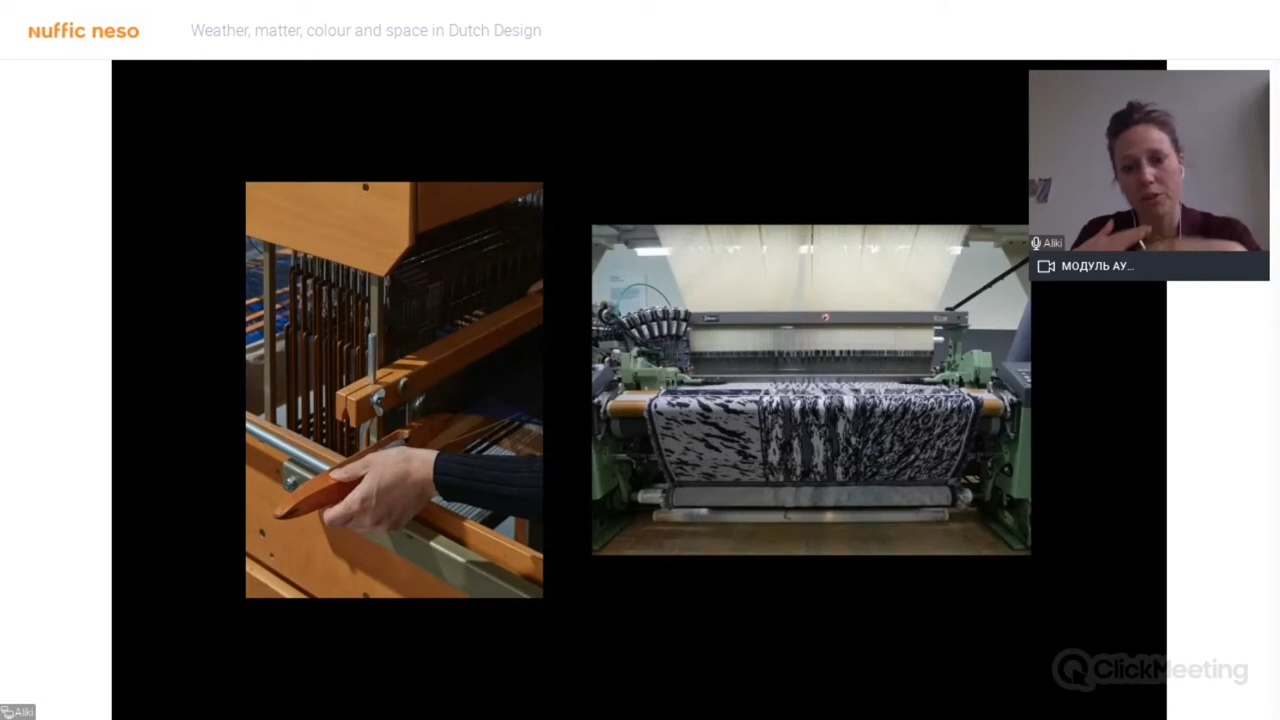 nuffic neso
Weather, matter, colour and space in Dutch Design
Aliki
МОДУЛЬ АУ...
ClickMeeting
Aliki